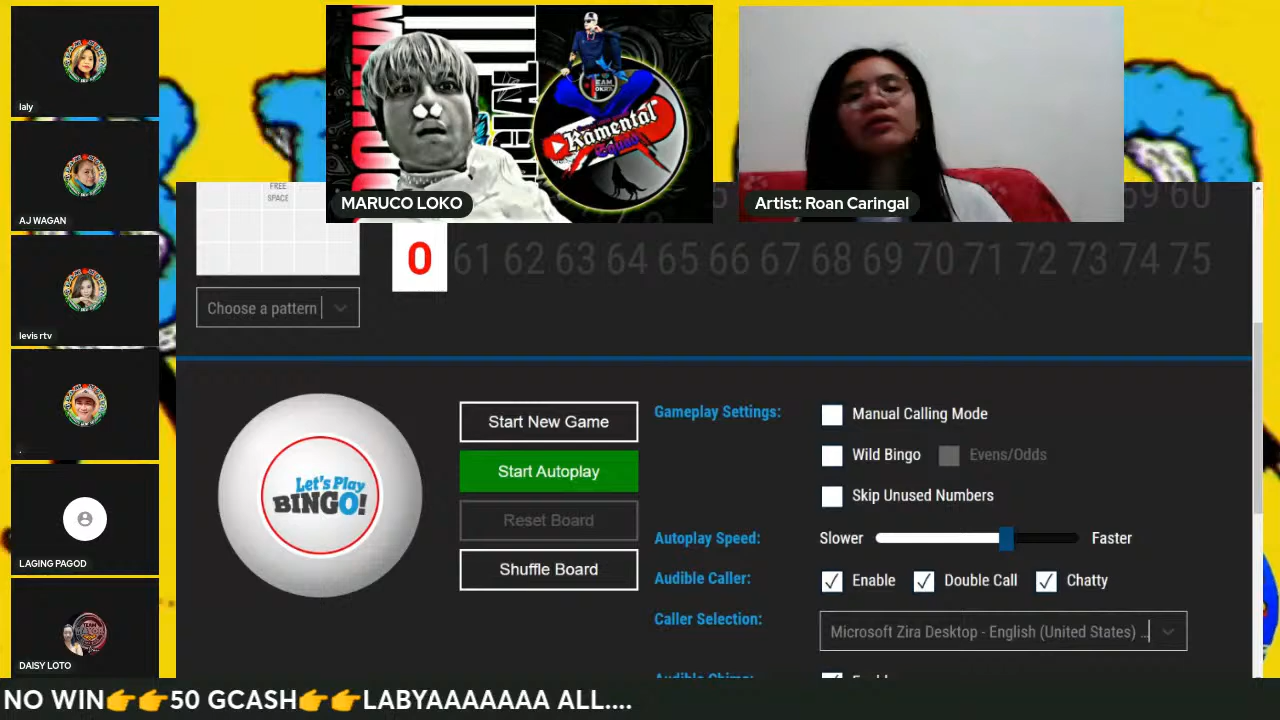 laly
AJ WAGAN
levis rtv
.
LAGING PAGOD
DAISY LOTO
MARUCO LOKO
TEAM
Kamental
Squad
Artist: Roan Caringal
FREE
SPACE
59 60
0 61 62 63 64 65 66 67 68 69 70 71 72 73 74 75
Choose a pattern
Let's Play
BINGO!
Start New Game
Start Autoplay
Reset Board
Shuffle Board
Gameplay Settings:
Manual Calling Mode
Wild Bingo
Evens/Odds
Skip Unused Numbers
Autoplay Speed:
Slower
Faster
Audible Caller:
Enable
Double Call
Chatty
Caller Selection:
Microsoft Zira Desktop - English (United States) ...
NO WIN👉👉50 GCASH👉👉LABYAAAAAAA ALL....